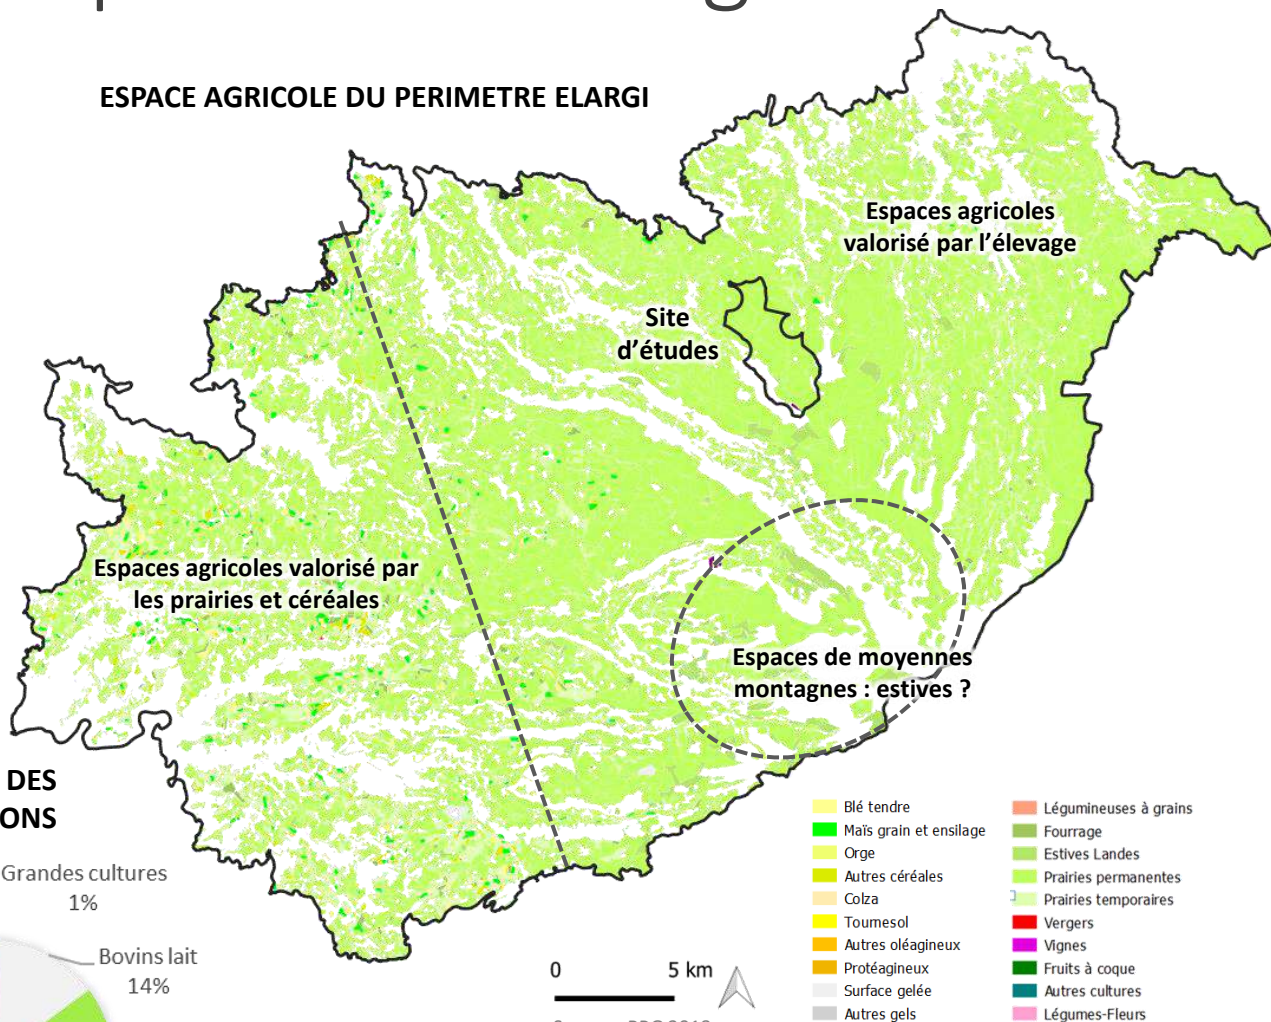 ESPACE AGRICOLE DU PERIMETRE ELARGI
Espaces agricoles
valorisé par l'élevage
Site
d'études
Espaces agricoles valorisé par
les prairies et céréales
Espaces de moyennes
montagnes : estives ?
DES
ONS
Grandes cultures
1%
Bovins lait
14%
0 5 km
Blé tendre
Maïs grain et ensilage
Orge
Autres céréales
Colza
Tournesol
Autres oléagineux
Protéagineux
Surface gelée
Autres gels
Légumineuses à grains
Fourrage
Estives Landes
Prairies permanentes
Prairies temporaires
Vergers
Vignes
Fruits à coque
Autres cultures
Légumes-Fleurs